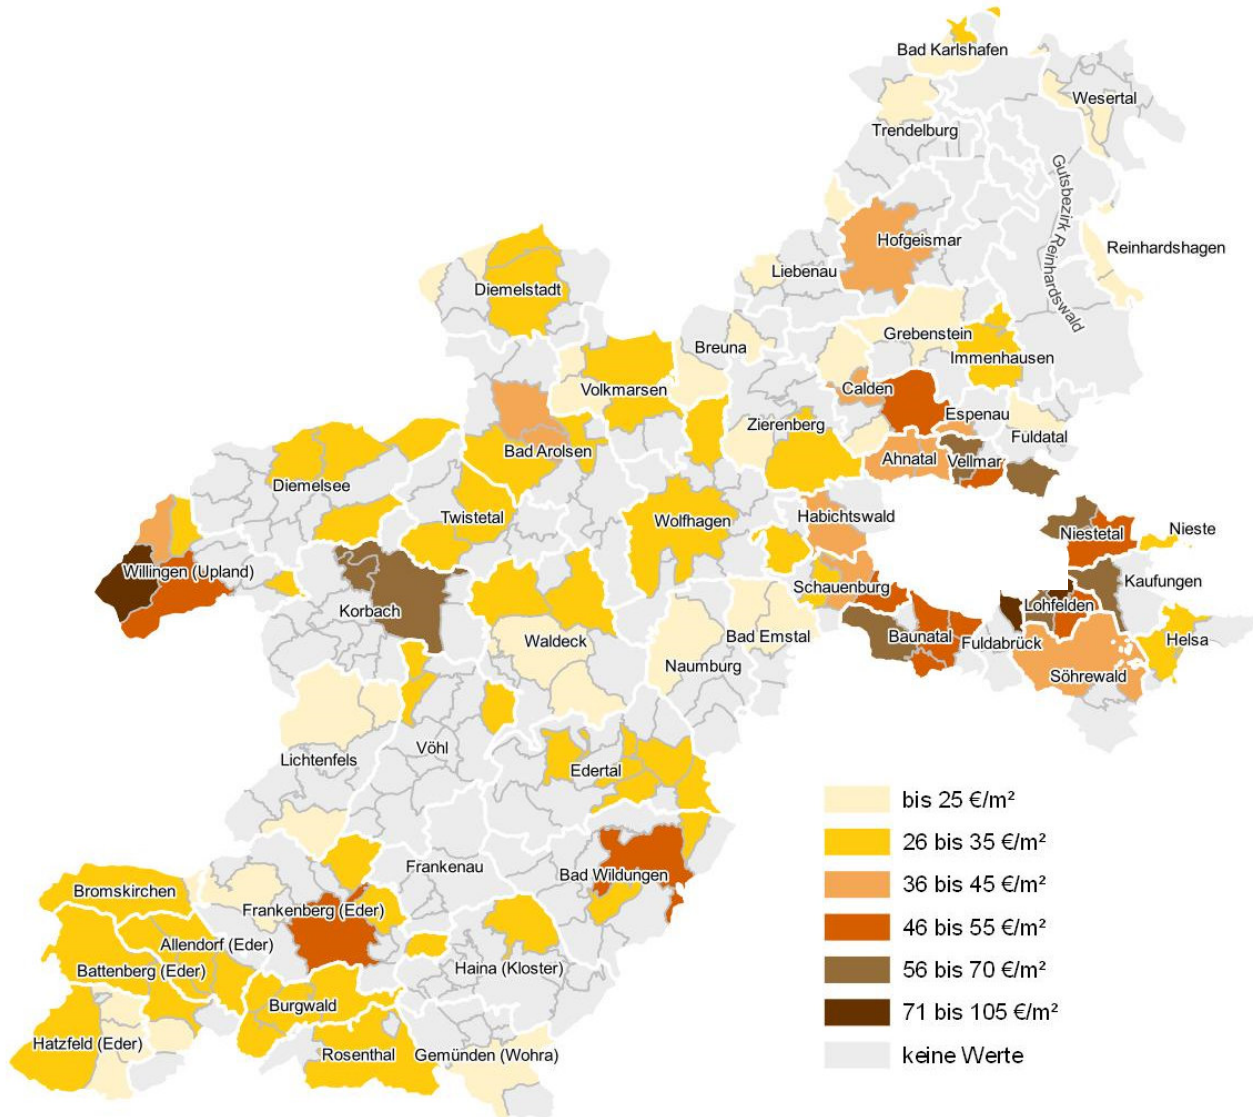 Bad Karlshafen
Wesertal
Trendelburg
Gutsbezirk Reinhardswald
Hofgeismar
Reinhardshagen
Liebenau
Diemelstadt
Grebenstein
Breuna
Immenhausen
Volkmarsen
Calden
Espenau
Zierenberg
Fuldatal
Bad Arolsen
Ahnatal
Vellmar
Diemelsee
Twistetal
Wolfhagen
Habichtswald
Nieste
Niestetal
Willingen (Upland)
Kaufungen
Schauenburg
Korbach
Lohfelden
Waldeck
Bad Emstal
Baunatal
Fuldabrück
Helsa
Naumburg
Söhrewald
Vöhl
Lichtenfels
Edertal
bis 25 €/m²
26 bis 35 €/m²
Frankenau
Bad Wildungen
36 bis 45 €/m²
Bromskirchen
Frankenberg (Eder)
46 bis 55 €/m²
Allendorf (Eder)
Battenberg (Eder)
Haina (Kloster)
56 bis 70 €/m²
Burgwald
71 bis 105 €/m²
Hatzfeld (Eder)
Rosenthal
Gemünden (Wohra)
keine Werte